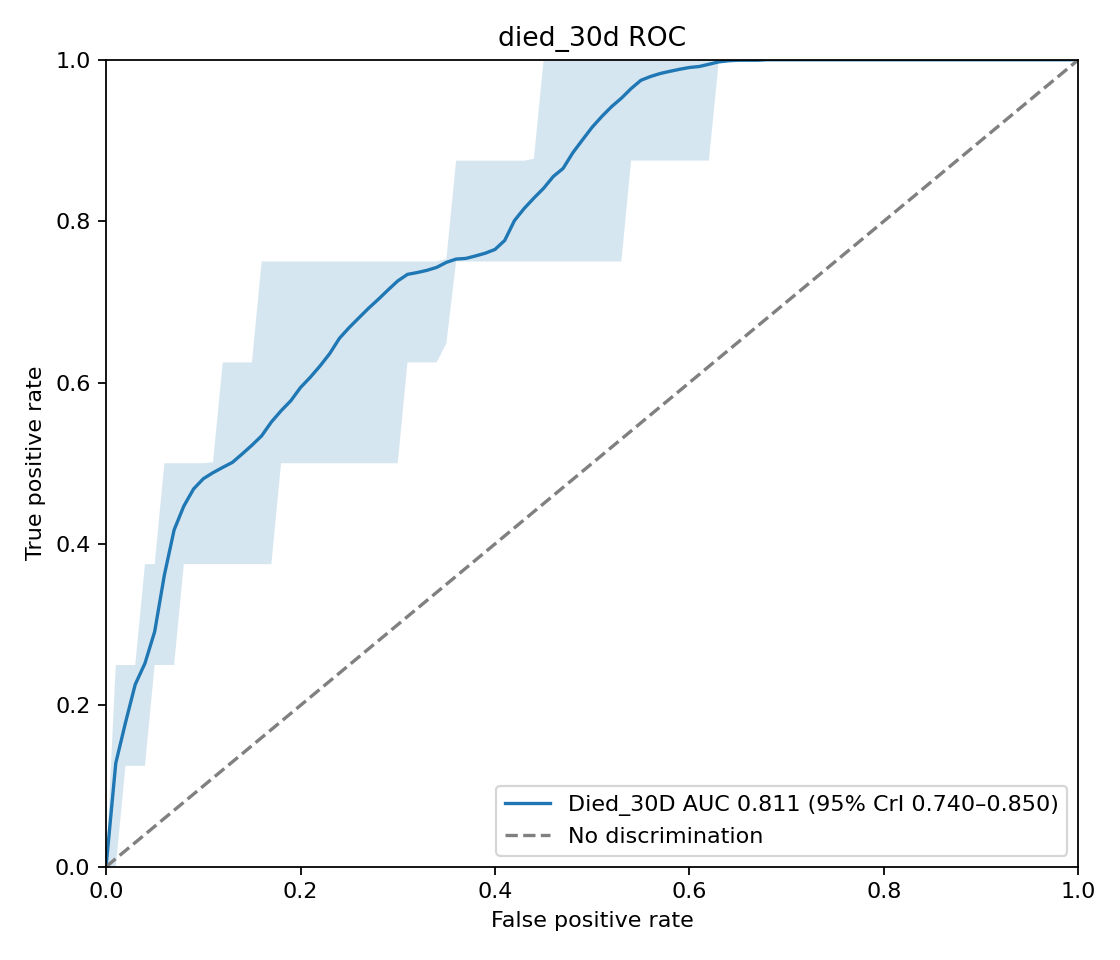 died_30d ROC
1.0
0.8
0.6
0.4
0.2
0.0
True positive rate
Died_30D AUC 0.811 (95% CrI 0.740–0.850)
No discrimination
0.0 0.2 0.4 0.6 0.8 1.0
False positive rate